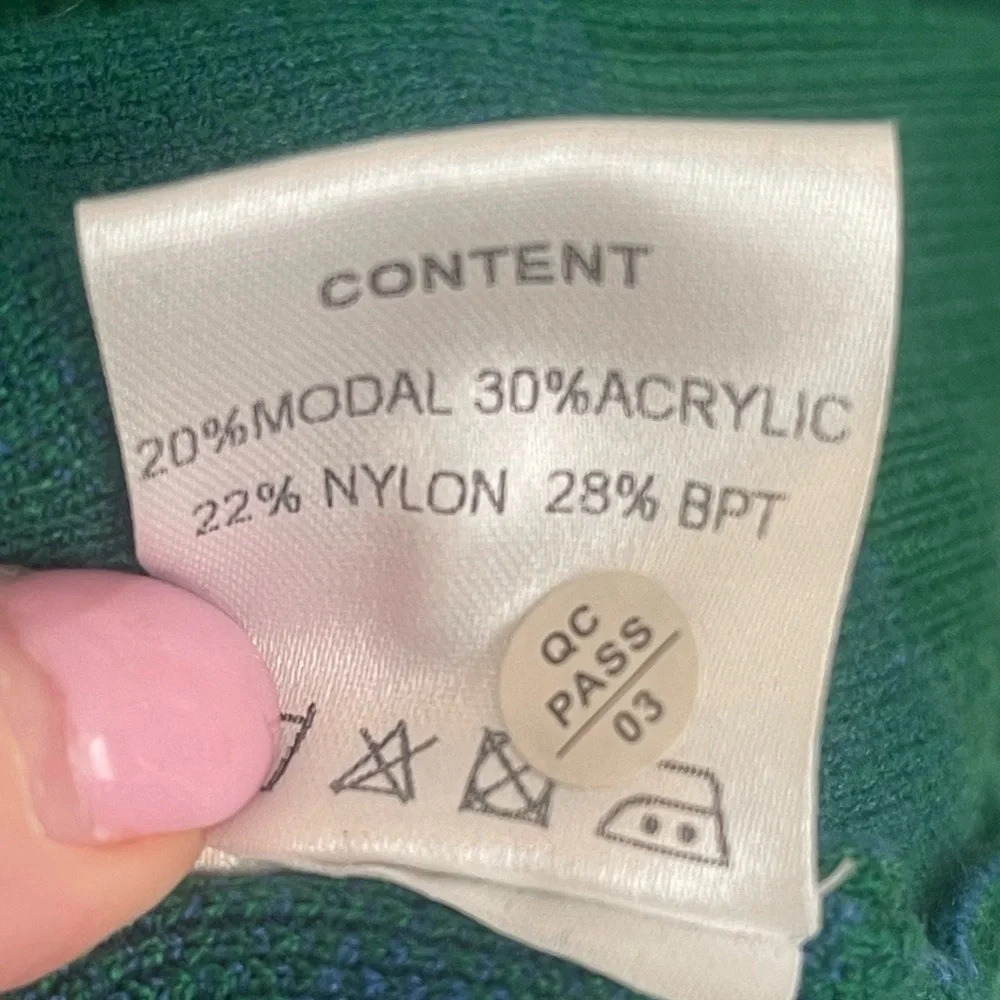 CONTENT
20%MODAL 30%ACRYLIC
22% NYLON 28% BPT
QC
PASS
03